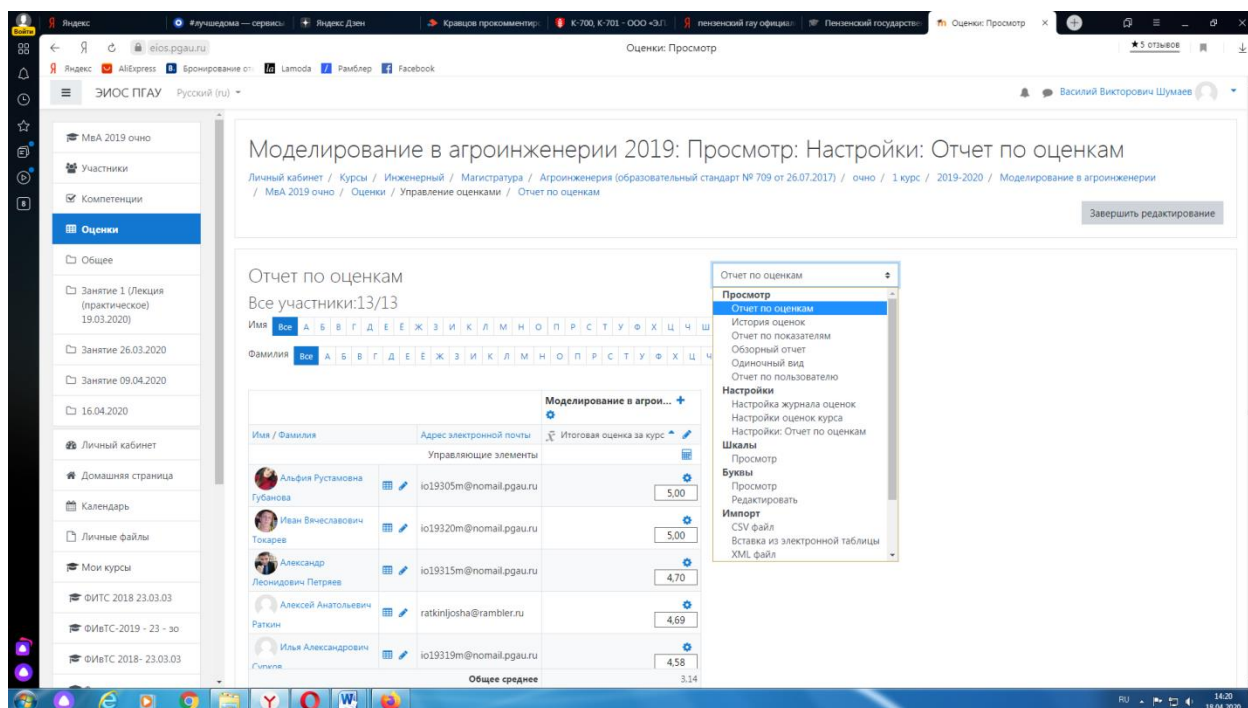 Яндекс
#лучшедома — сервисы
Яндекс Дзен
Кравцов прокомментир
К-700, К-701 - ООО «ЭЛ
пензенский гау официал
Пензенский государстве
Оценки: Просмотр
Войти
eios.pgau.ru
Оценки: Просмотр
★5 отзывов
Яндекс
AliExpress
Бронирование от
Lamoda
Рамблер
Facebook
ЭИОС ПГАУ
Русский (ru)
Василий Викторович Шумаев
МвА 2019 очно
Участники
Компетенции
Оценки
Общее
Занятие 1 (Лекция
(практическое)
19.03.2020)
Занятие 26.03.2020
Занятие 09.04.2020
16.04.2020
Личный кабинет
Домашняя страница
Календарь
Личные файлы
Мои курсы
ФИТС 2018 23.03.03
ФИвТС-2019 - 23 - зо
ФИвТС 2018- 23.03.03
Моделирование в агроинженерии 2019: Просмотр: Настройки: Отчет по оценкам
Личный кабинет / Курсы / Инженерный / Магистратура / Агроинженерия (образовательный стандарт № 709 от 26.07.2017) / очно / 1 курс / 2019-2020 / Моделирование в агроинженерии
/ МвА 2019 очно / Оценки / Управление оценками / Отчет по оценкам
Завершить редактирование
Отчет по оценкам
Все участники:13/13
Имя Все А Б В Г Д Е Ё Ж З И К Л М Н О П Р С Т У Ф Х Ц Ч Ш
Фамилия Все А Б В Г Д Е Ё Ж З И К Л М Н О П Р С Т У Ф Х Ц Ч
Моделирование в агрои...
Имя / Фамилия
Адрес электронной почты
Итоговая оценка за курс
Управляющие элементы
Альфия Рустамовна
Губанова
io19305m@nomail.pgau.ru
5,00
Иван Вячеславович
Токарев
io19320m@nomail.pgau.ru
5,00
Александр
Леонидович Петряев
io19315m@nomail.pgau.ru
4,70
Алексей Анатольевич
Раткин
ratkinljosha@rambler.ru
4,69
Илья Александрович
Сурков
io19319m@nomail.pgau.ru
4,58
Общее среднее
3.14
Отчет по оценкам
Просмотр
Отчет по оценкам
История оценок
Отчет по показателям
Обзорный отчет
Одиночный вид
Отчет по пользователю
Настройки
Настройка журнала оценок
Настройки оценок курса
Настройки: Отчет по оценкам
Шкалы
Просмотр
Буквы
Просмотр
Редактировать
Импорт
CSV файл
Вставка из электронной таблицы
XML файл
RU
14:20
18.04.2020